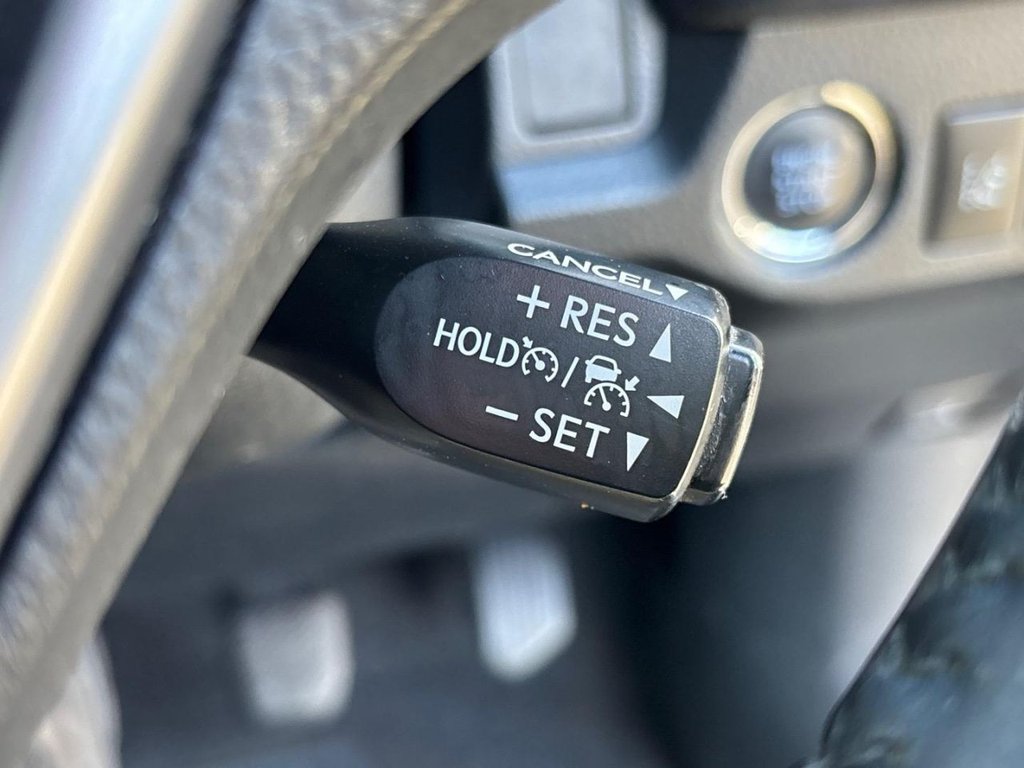 CANCEL▼
+ RES ▲
HOLD / ◀
− SET ▼